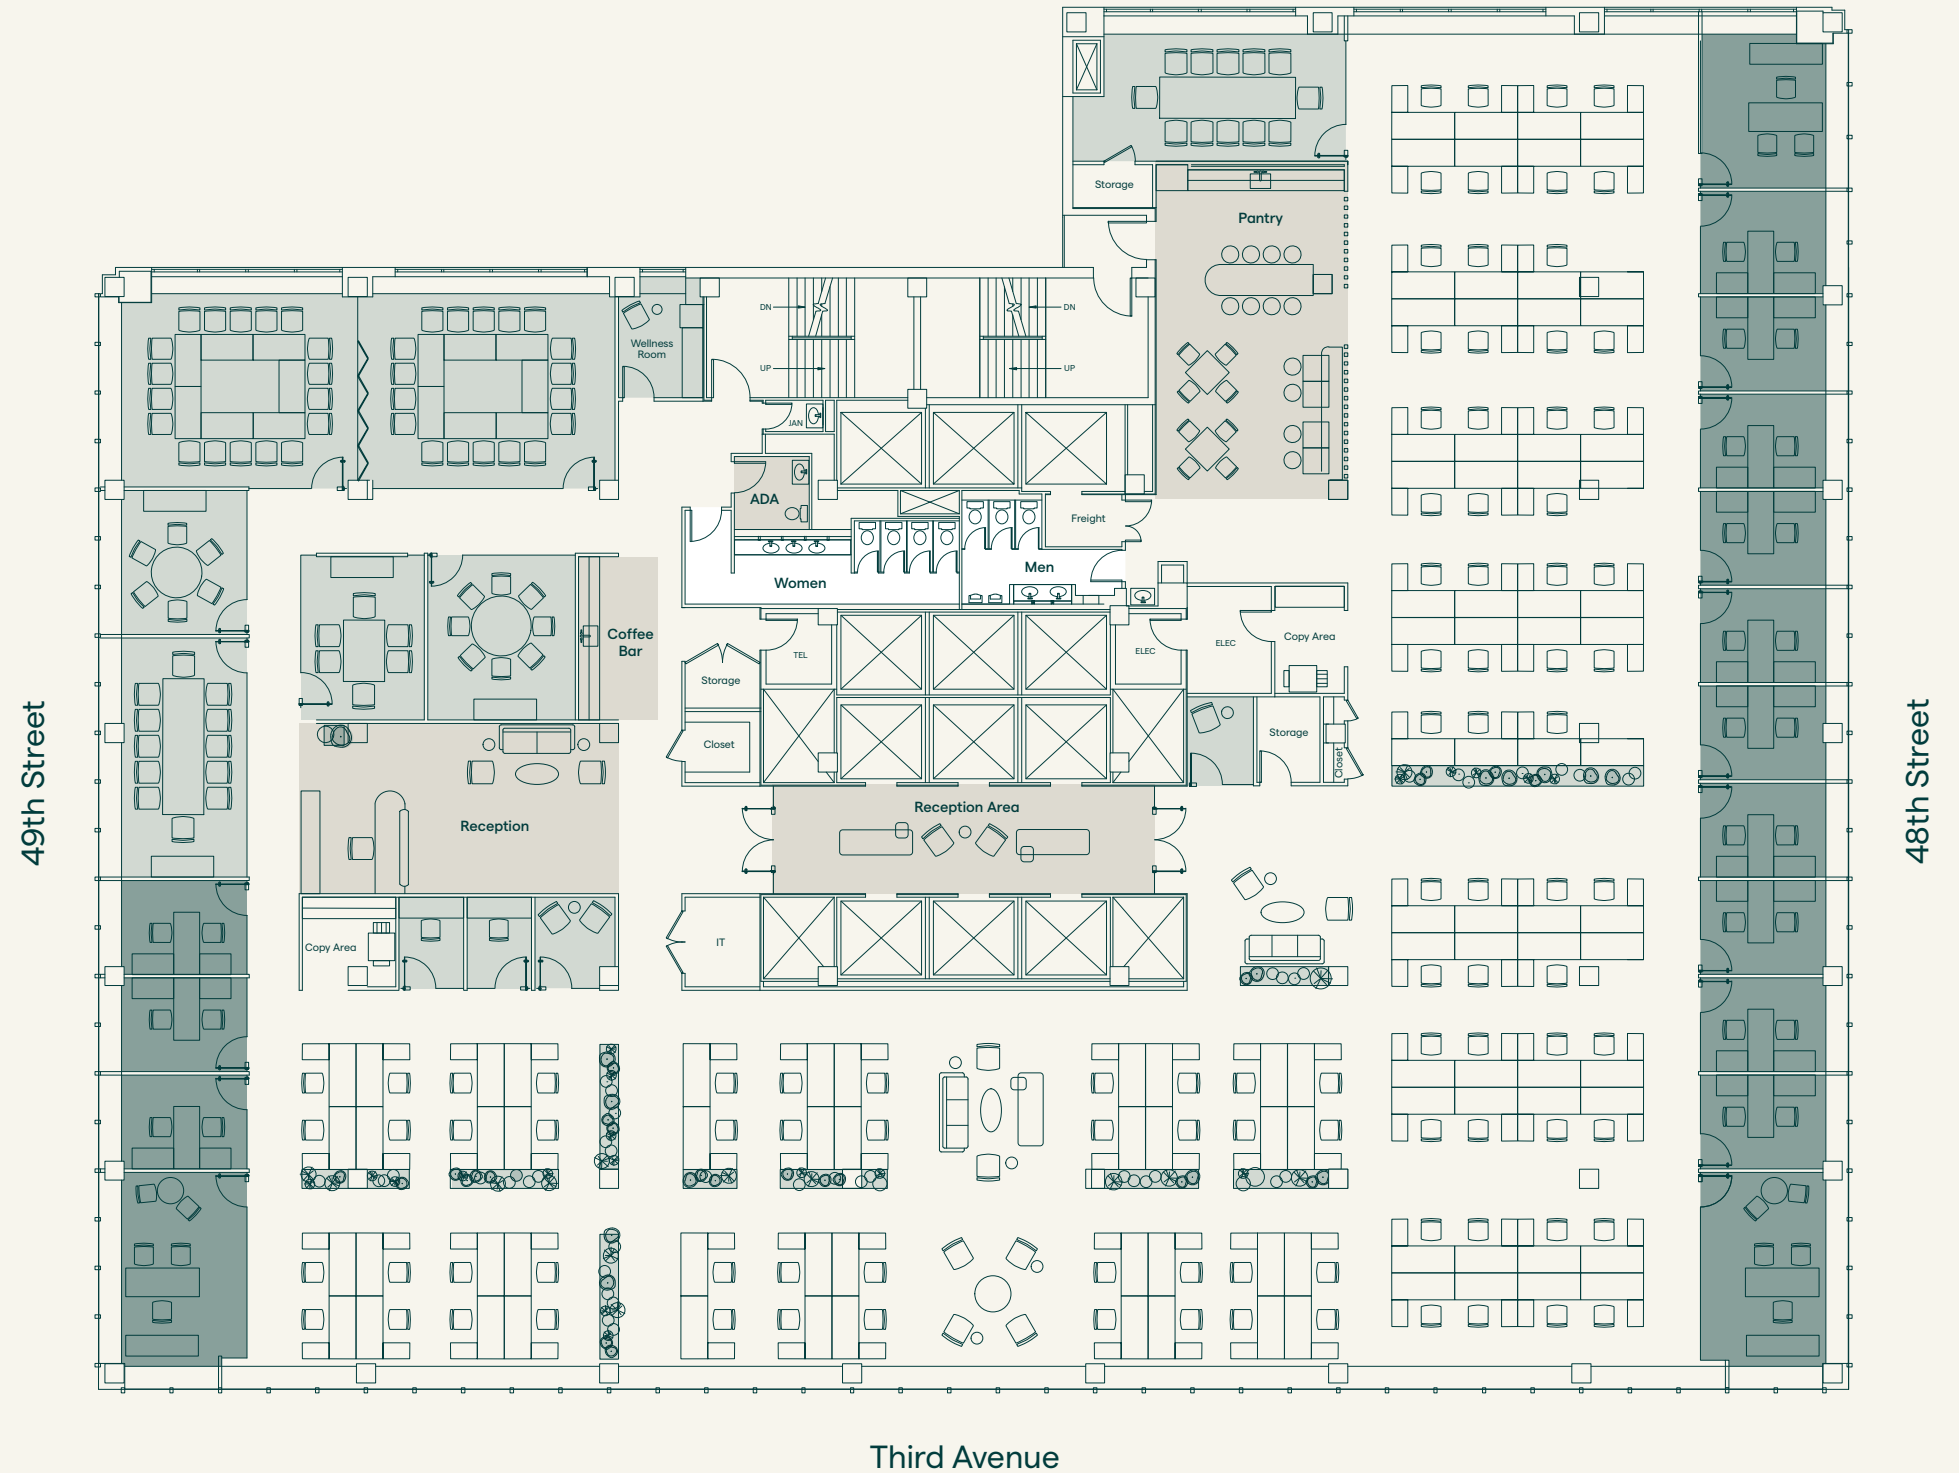 Storage
Pantry
DN
DN
Wellness
Room
UP
UP
JAN
ADA
Freight
Men
Women
Coffee
Bar
TEL
ELEC
ELEC
Copy Area
Storage
Closet
Storage
Closet
49th Street
48th Street
Reception Area
Reception
Copy Area
IT
Third Avenue